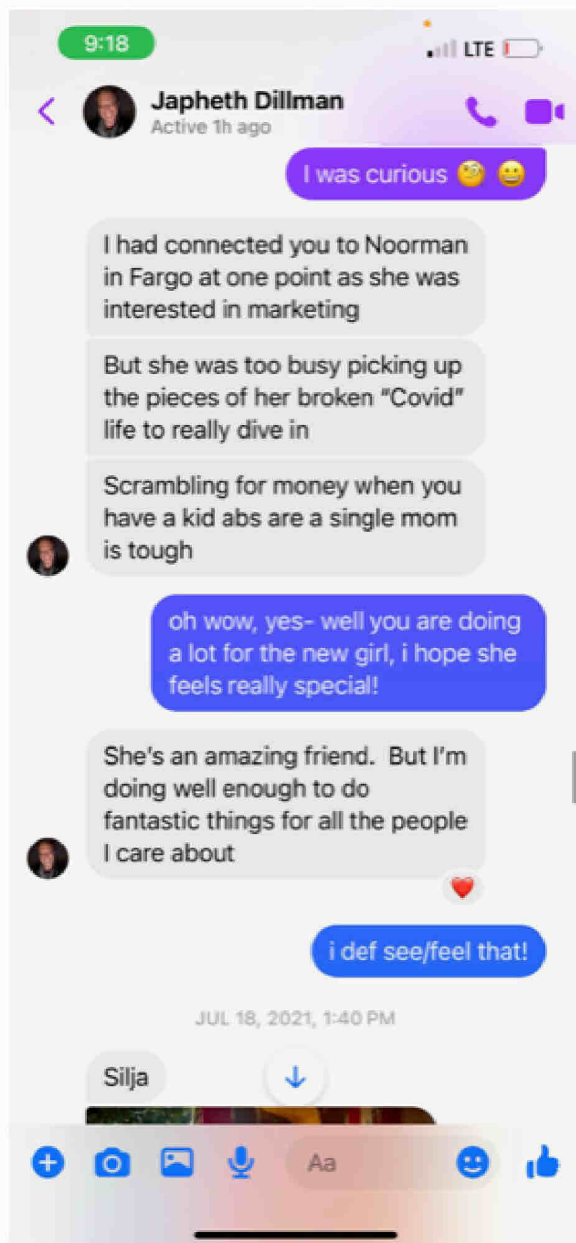 9:18
LTE
Japheth Dillman
Active 1h ago
I was curious 🧐 😀
I had connected you to Noorman
in Fargo at one point as she was
interested in marketing
But she was too busy picking up
the pieces of her broken “Covid”
life to really dive in
Scrambling for money when you
have a kid abs are a single mom
is tough
oh wow, yes- well you are doing
a lot for the new girl, i hope she
feels really special!
She’s an amazing friend.  But I’m
doing well enough to do
fantastic things for all the people
I care about
i def see/feel that!
JUL 18, 2021, 1:40 PM
Silja
Aa